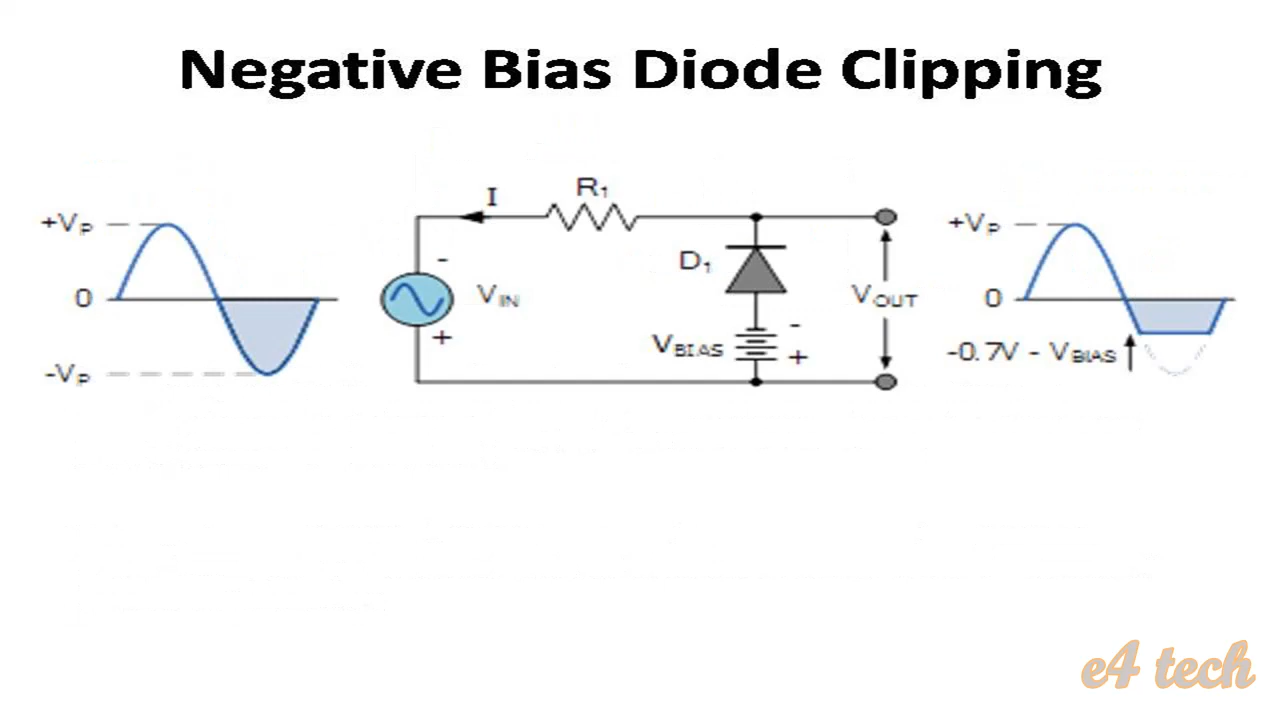 Negative Bias Diode Clipping
+VP
0
-VP
I
R1
-
VIN
+
D1
VBIAS
-
+
VOUT
+VP
0
-0.7V - VBIAS
e4 tech